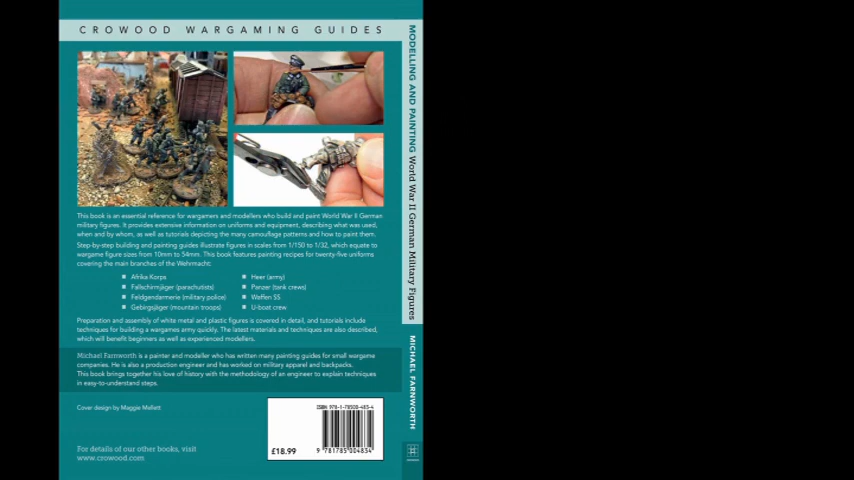 CROWOOD WARGAMING GUIDES
This book is an essential reference for wargamers and modellers who build and paint World War II German
military figures. It provides extensive information on uniforms and equipment, describing what was used,
when and by whom, as well as tutorials depicting the many camouflage patterns and how to paint them.
Step-by-step building and painting guides illustrate figures in scales from 1/150 to 1/32, which equate to
wargame figure sizes from 10mm to 54mm. This book features painting recipes for twenty-five uniforms
covering the main branches of the Wehrmacht:
Afrika Korps
Fallschirmjäger (parachutists)
Feldgendarmerie (military police)
Gebirgsjäger (mountain troops)
Heer (army)
Panzer (tank crews)
Waffen SS
U-boat crew
Preparation and assembly of white metal and plastic figures is covered in detail, and tutorials include
techniques for building a wargames army quickly. The latest materials and techniques are also described,
which will benefit beginners as well as experienced modellers.
Michael Farnworth is a painter and modeller who has written many painting guides for small wargame
companies. He is also a production engineer and has worked on military apparel and backpacks.
This book brings together his love of history with the methodology of an engineer to explain techniques
in easy-to-understand steps.
Cover design by Maggie Mellett
For details of our other books, visit
www.crowood.com
ISBN 978-1-78500-483-4
£18.99
9 781785 004834
MODELLING AND PAINTING World War II German Military Figures
MICHAEL FARNWORTH